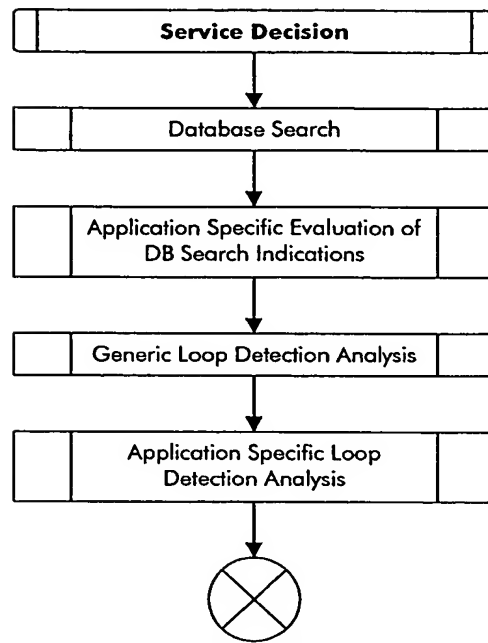 Service Decision
Database Search
Application Specific Evaluation of
DB Search Indications
Generic Loop Detection Analysis
Application Specific Loop
Detection Analysis